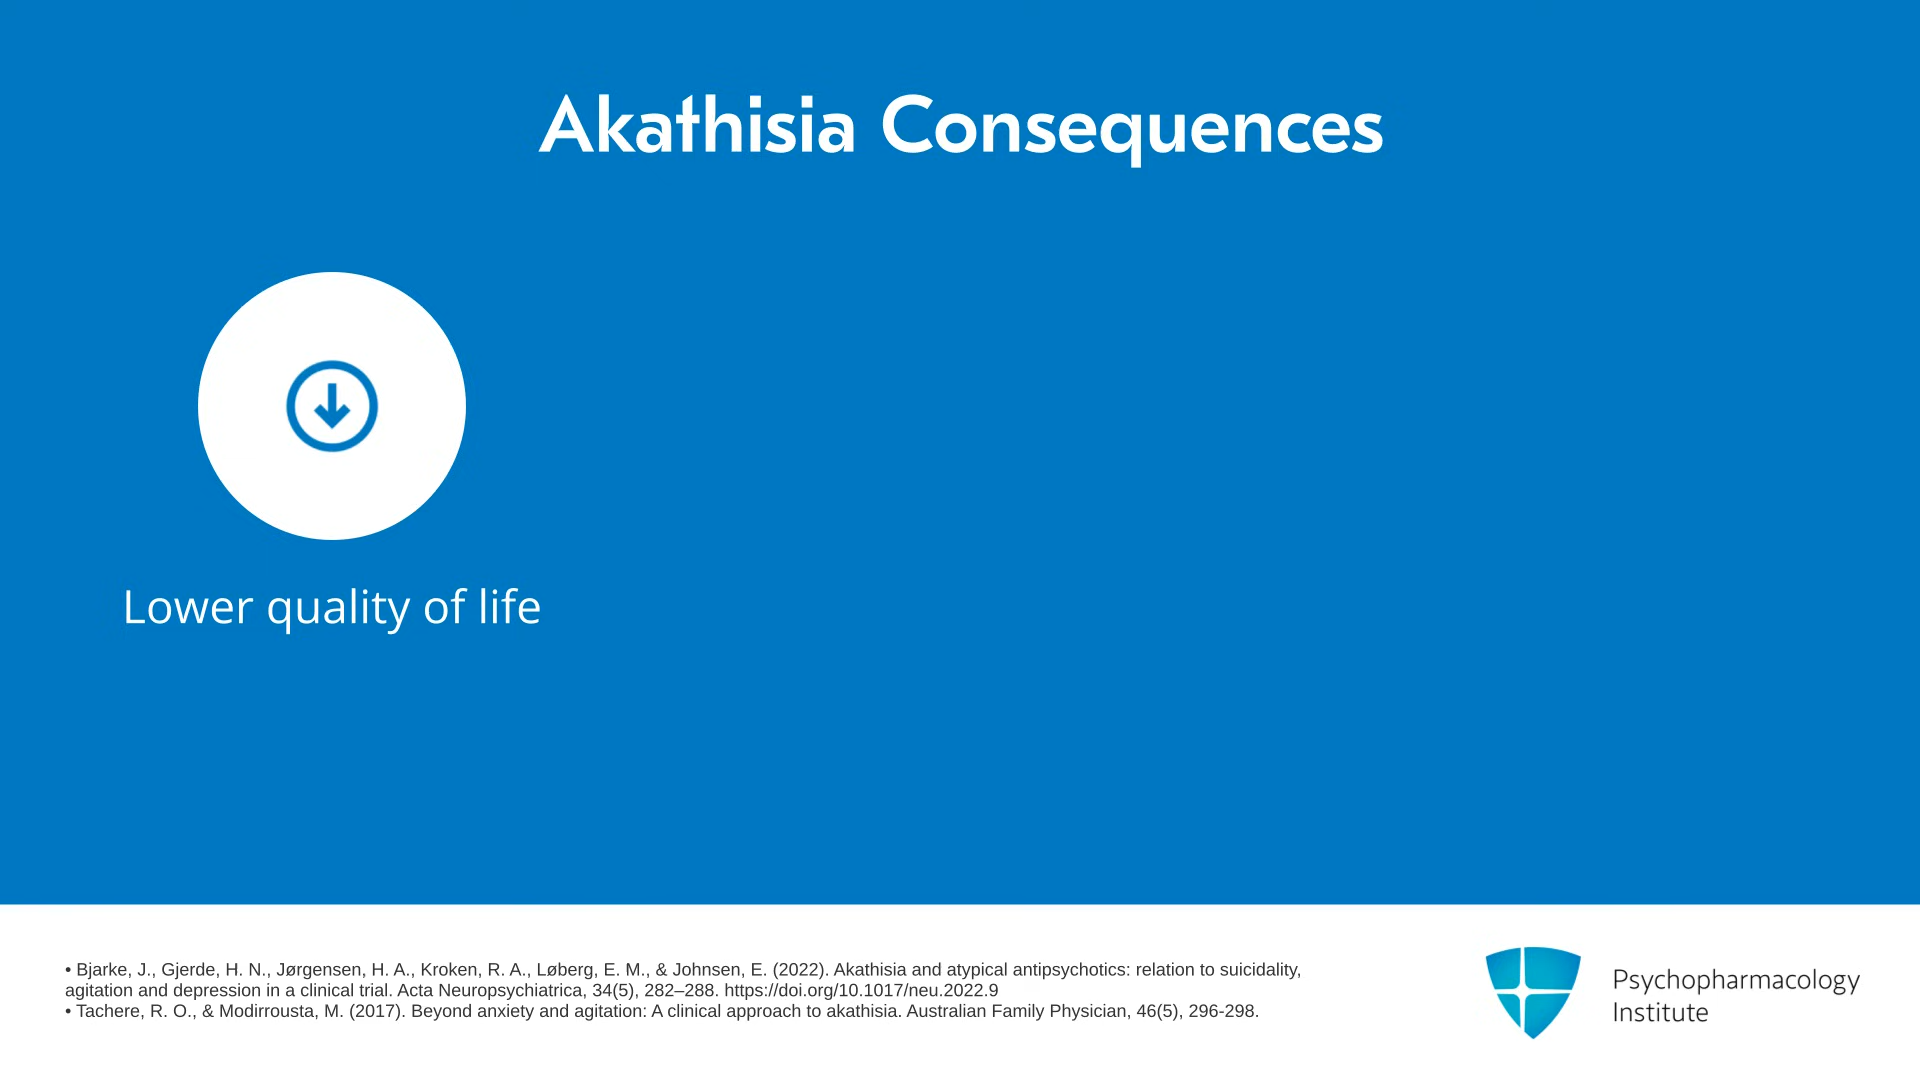 Akathisia Consequences
Lower quality of life
• Bjarke, J., Gjerde, H. N., Jørgensen, H. A., Kroken, R. A., Løberg, E. M., & Johnsen, E. (2022). Akathisia and atypical antipsychotics: relation to suicidality,
agitation and depression in a clinical trial. Acta Neuropsychiatrica, 34(5), 282–288. https://doi.org/10.1017/neu.2022.9
• Tachere, R. O., & Modirrousta, M. (2017). Beyond anxiety and agitation: A clinical approach to akathisia. Australian Family Physician, 46(5), 296-298.
Psychopharmacology
Institute